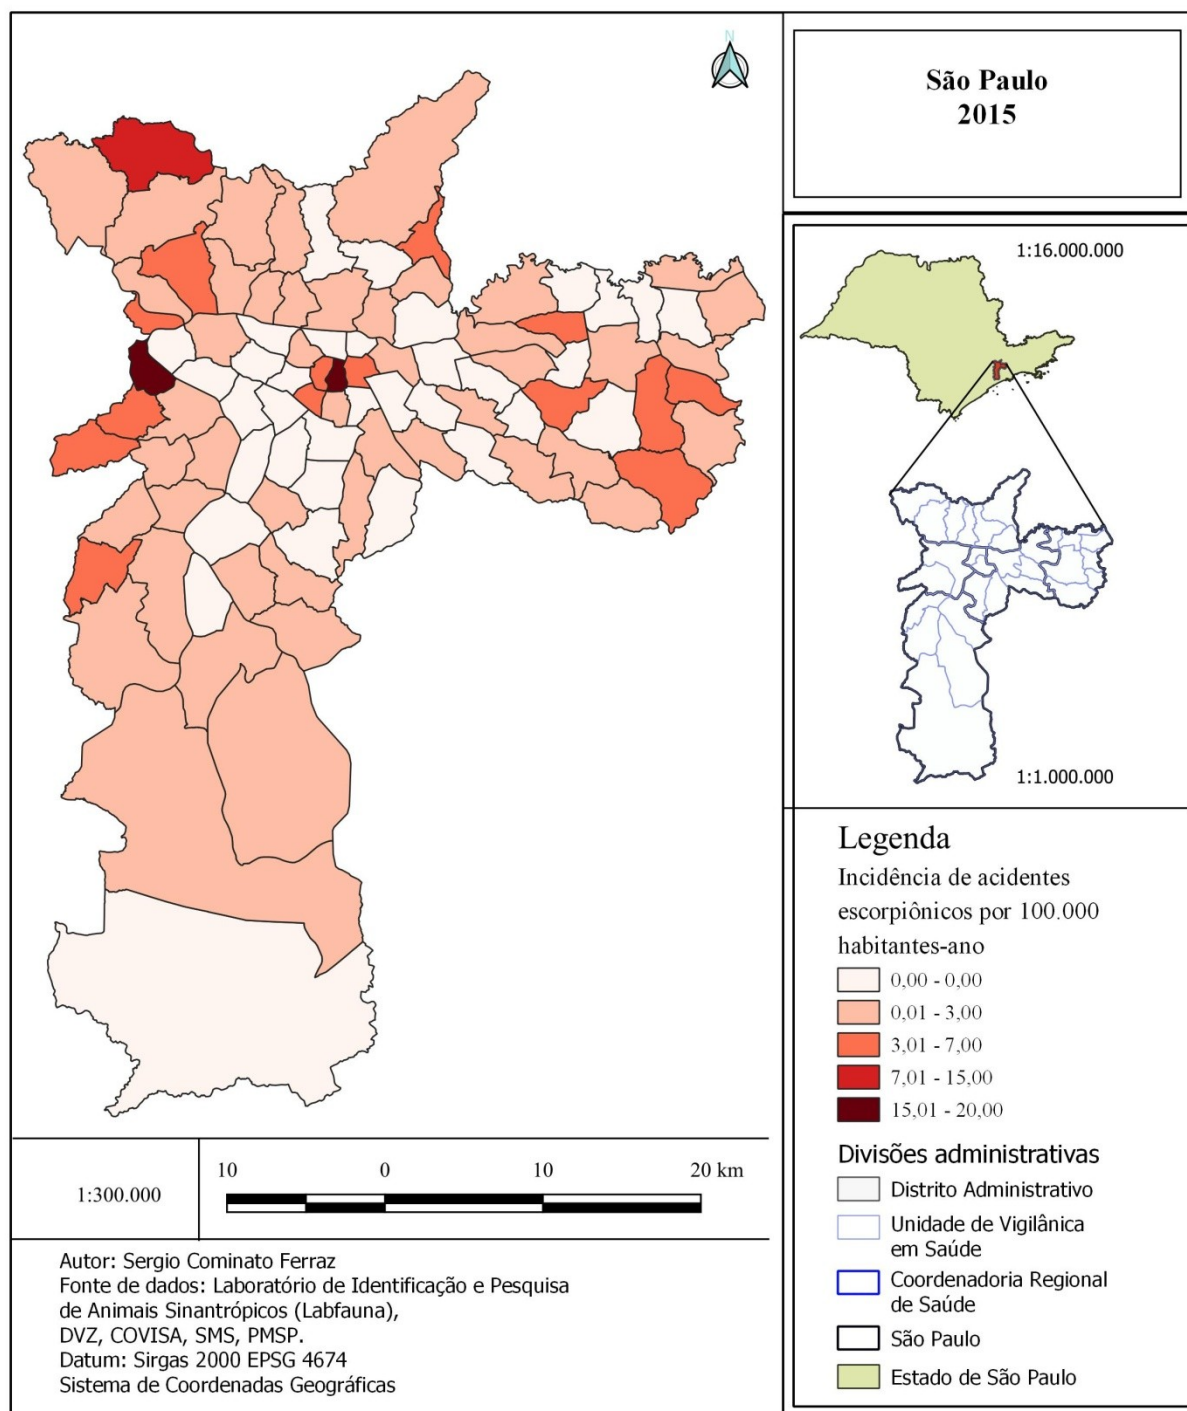 N
São Paulo
2015
1:16.000.000
1:1.000.000
Legenda
Incidência de acidentes
escorpiônicos por 100.000
habitantes-ano
0,00 - 0,00
0,01 - 3,00
3,01 - 7,00
7,01 - 15,00
15,01 - 20,00
Divisões administrativas
Distrito Administrativo
Unidade de Vigilânica
em Saúde
Coordenadoria Regional
de Saúde
São Paulo
Estado de São Paulo
1:300.000
10 0 10 20 km
Autor: Sergio Cominato Ferraz
Fonte de dados: Laboratório de Identificação e Pesquisa
de Animais Sinantrópicos (Labfauna),
DVZ, COVISA, SMS, PMSP.
Datum: Sirgas 2000 EPSG 4674
Sistema de Coordenadas Geográficas